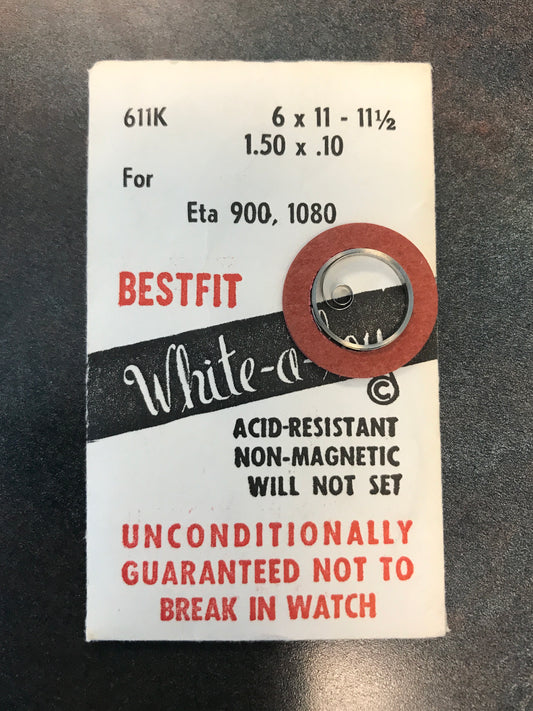 611K 6 x 11 - 11½
1.50 x .10
For
Eta 900, 1080
BESTFIT
White-a-
©
ACID-RESISTANT
NON-MAGNETIC
WILL NOT SET
UNCONDITIONALLY
GUARANTEED NOT TO
BREAK IN WATCH